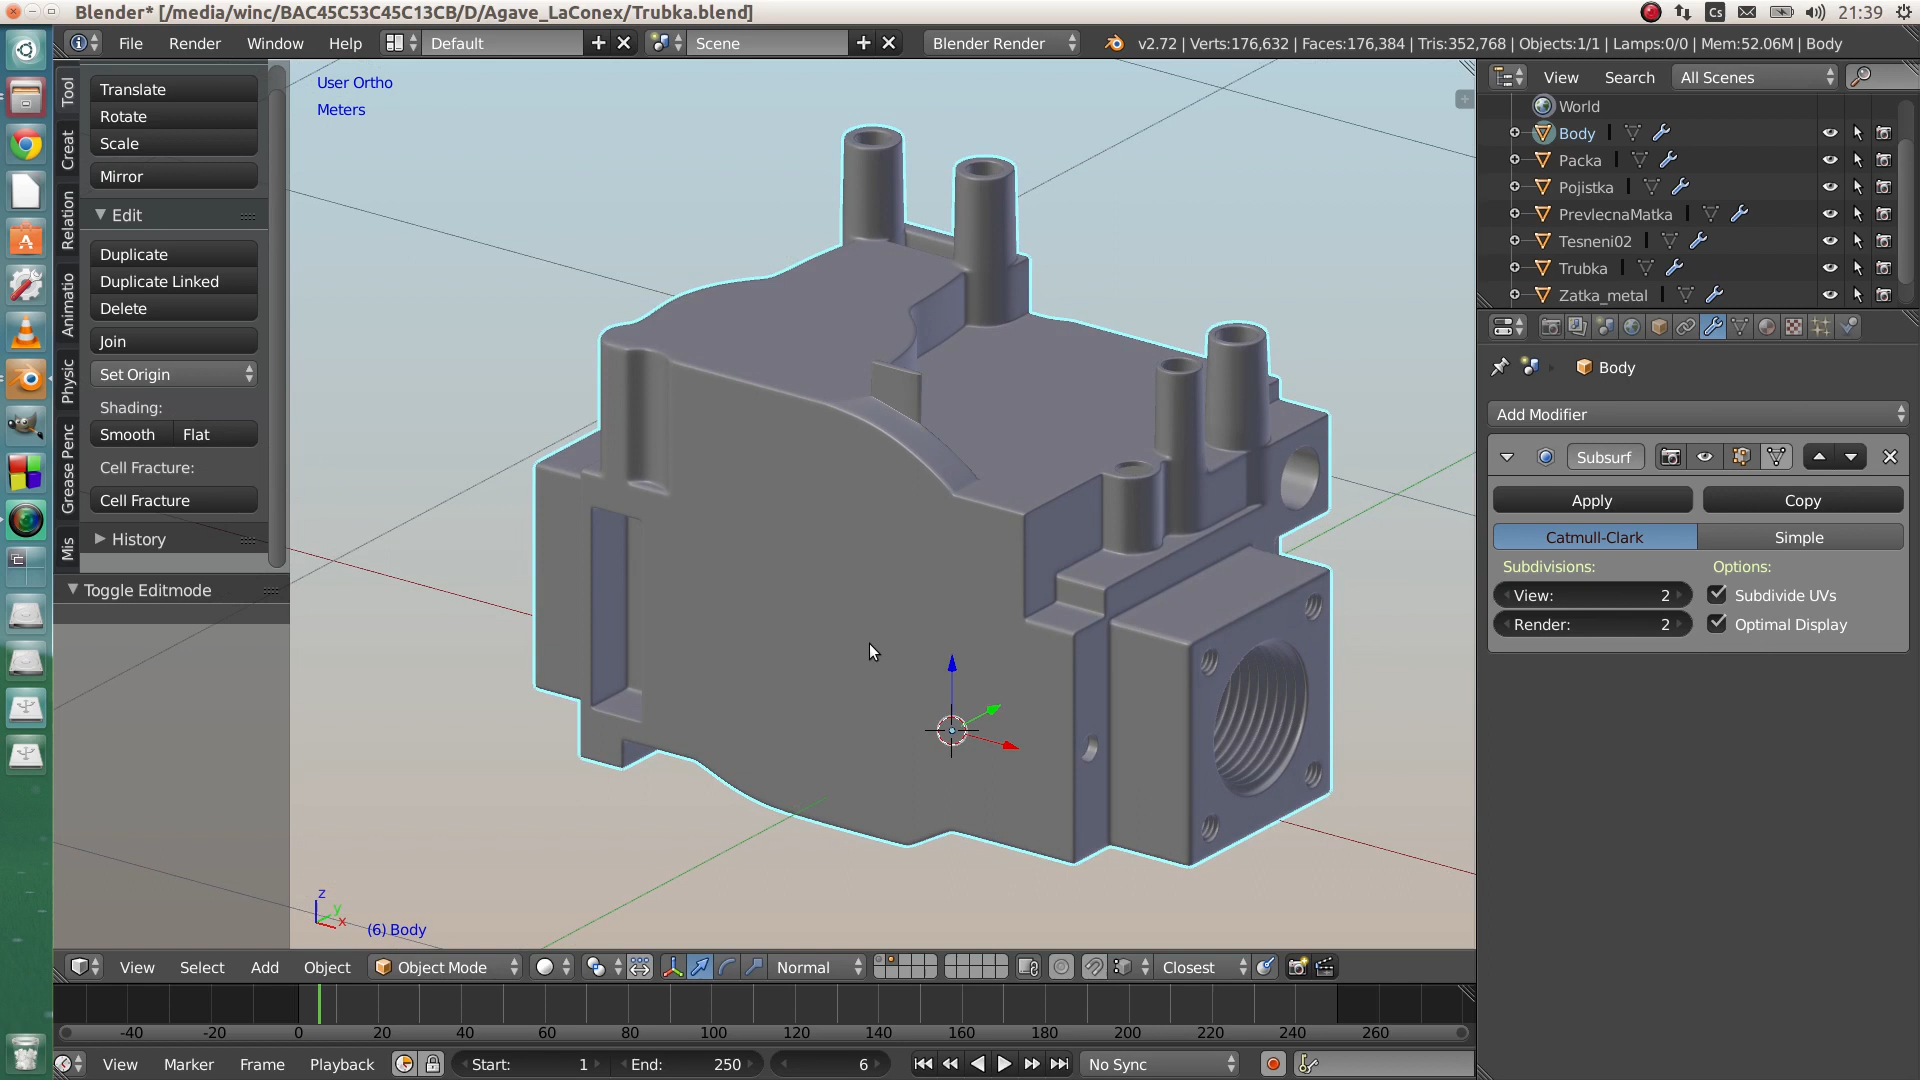 Blender* [/media/winc/BAC45C53C45C13CB/D/Agave_LaConex/Trubka.blend]
Cs 21:39
File Render Window Help Default Scene Blender Render v2.72 | Verts:176,632 | Faces:176,384 | Tris:352,768 | Objects:1/1 | Lamps:0/0 | Mem:52.06M | Body
Tool
Creat
Relation
Animatio
Physic
Grease Penc
Mis
Translate
Rotate
Scale
Mirror
Edit
Duplicate
Duplicate Linked
Delete
Join
Set Origin
Shading:
Smooth Flat
Cell Fracture:
Cell Fracture
History
Toggle Editmode
User Ortho
Meters
z
y
x
(6) Body
View Search All Scenes
World
Body
Packa
Pojistka
PrevlecnaMatka
Tesneni02
Trubka
Zatka_metal
Body
Add Modifier
Subsurf
Apply Copy
Catmull-Clark Simple
Subdivisions: Options:
View: 2 Subdivide UVs
Render: 2 Optimal Display
View Select Add Object Object Mode Normal Closest
-40 -20 0 20 40 60 80 100 120 140 160 180 200 220 240 260
View Marker Frame Playback Start: 1 End: 250 6 No Sync